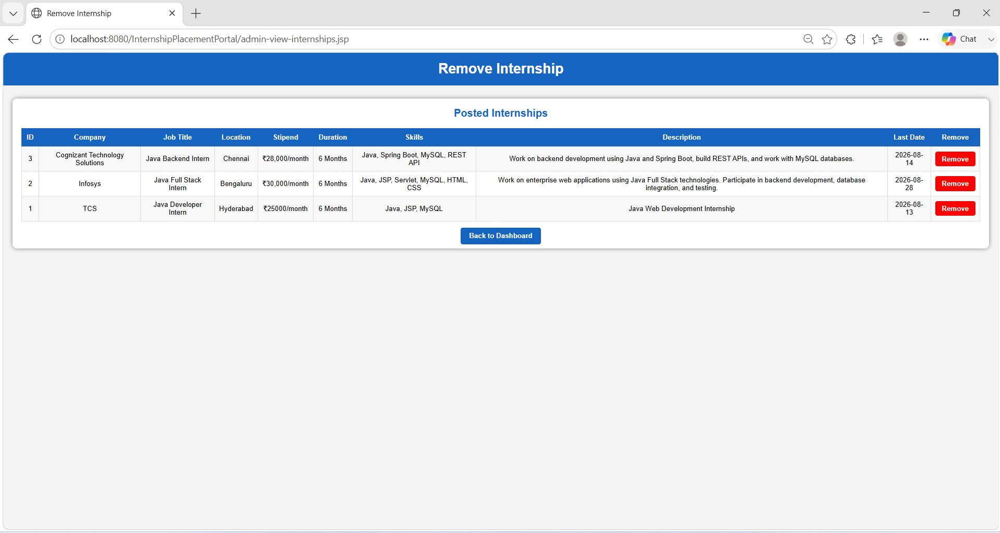 Remove Internship
localhost:8080/InternshipPlacementPortal/admin-view-internships.jsp
Chat
Remove Internship
Posted Internships
ID Company Job Title Location Stipend Duration Skills Description Last Date Remove
3 Cognizant Technology Solutions Java Backend Intern Chennai ₹28,000/month 6 Months Java, Spring Boot, MySQL, REST API Work on backend development using Java and Spring Boot, build REST APIs, and work with MySQL databases. 2026-08-14 Remove
2 Infosys Java Full Stack Intern Bengaluru ₹30,000/month 6 Months Java, JSP, Servlet, MySQL, HTML, CSS Work on enterprise web applications using Java Full Stack technologies. Participate in backend development, database integration, and testing. 2026-08-28 Remove
1 TCS Java Developer Intern Hyderabad ₹25000/month 6 Months Java, JSP, MySQL Java Web Development Internship 2026-08-13 Remove
Back to Dashboard